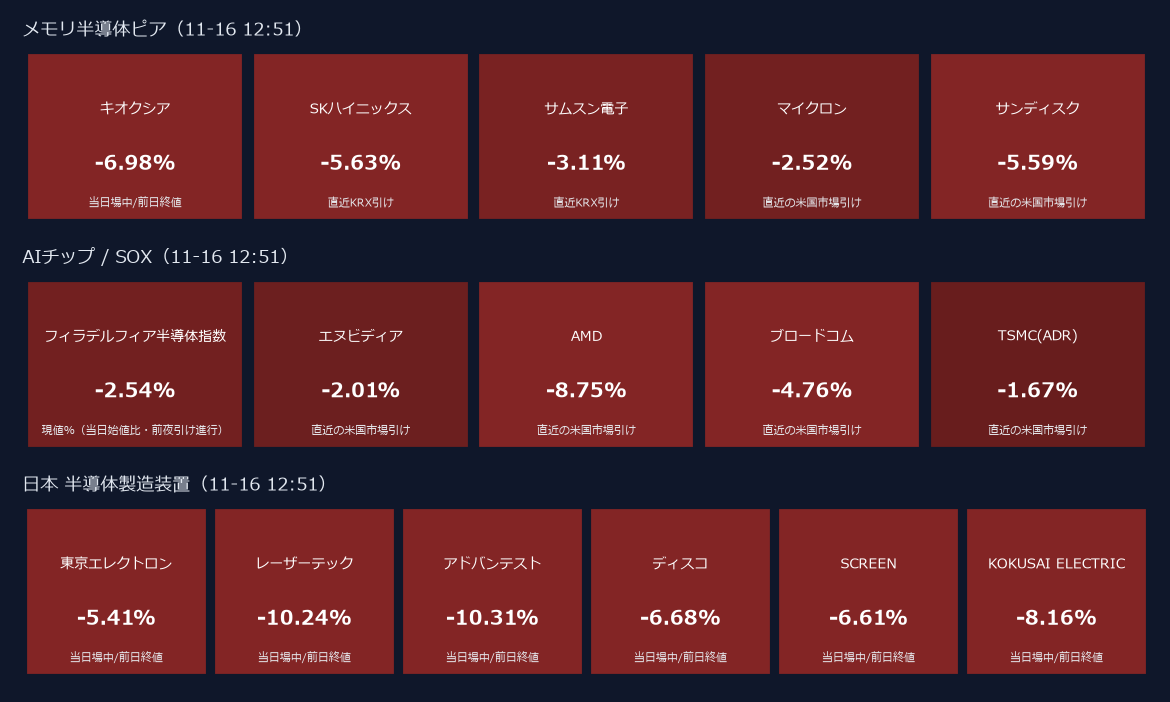 メモリ半導体ピア（11-16 12:51）
キオクシア
-6.98%
当日場中/前日終値
SKハイニックス
-5.63%
直近KRX引け
サムスン電子
-3.11%
直近KRX引け
マイクロン
-2.52%
直近の米国市場引け
サンディスク
-5.59%
直近の米国市場引け
AIチップ / SOX（11-16 12:51）
フィラデルフィア半導体指数
-2.54%
現値%（当日始値比・前夜引け進行）
エヌビディア
-2.01%
直近の米国市場引け
AMD
-8.75%
直近の米国市場引け
ブロードコム
-4.76%
直近の米国市場引け
TSMC(ADR)
-1.67%
直近の米国市場引け
日本 半導体製造装置（11-16 12:51）
東京エレクトロン
-5.41%
当日場中/前日終値
レーザーテック
-10.24%
当日場中/前日終値
アドバンテスト
-10.31%
当日場中/前日終値
ディスコ
-6.68%
当日場中/前日終値
SCREEN
-6.61%
当日場中/前日終値
KOKUSAI ELECTRIC
-8.16%
当日場中/前日終値